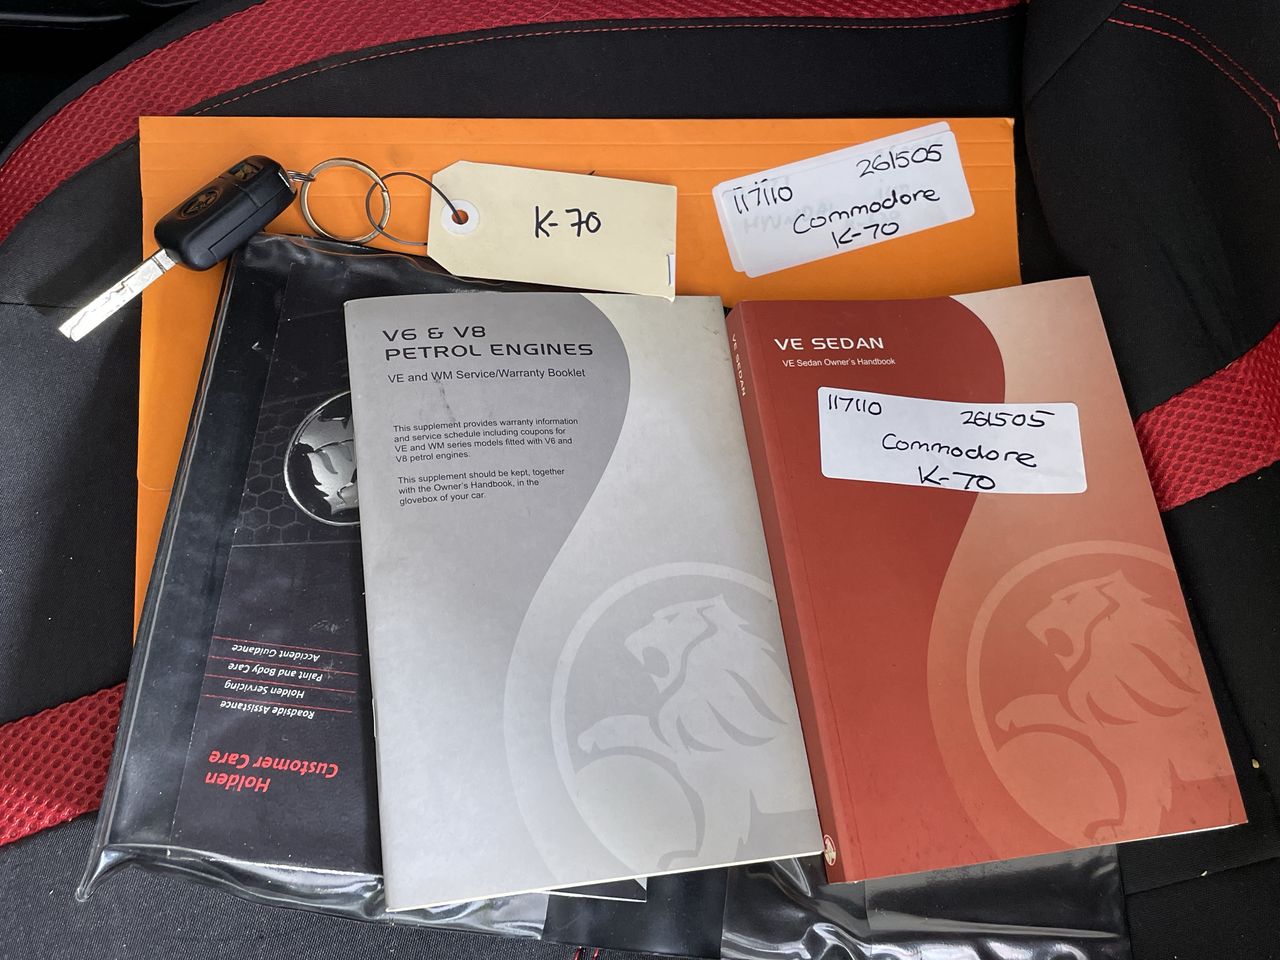 K-70
117110 261505
Commodore
K-70
V6 & V8
PETROL ENGINES
VE and WM Service/Warranty Booklet
This supplement provides warranty information
and service schedule including coupons for
VE and WM series models fitted with V6 and
V8 petrol engines.
This supplement should be kept, together
with the Owner's Handbook, in the
glovebox of your car.
VE SEDAN
VE SEDAN
VE Sedan Owner's Handbook
117110 261505
Commodore
K-70
Holden
Customer Care
Roadside Assistance
Holden Servicing
Paint and Body Care
Accident Guidance